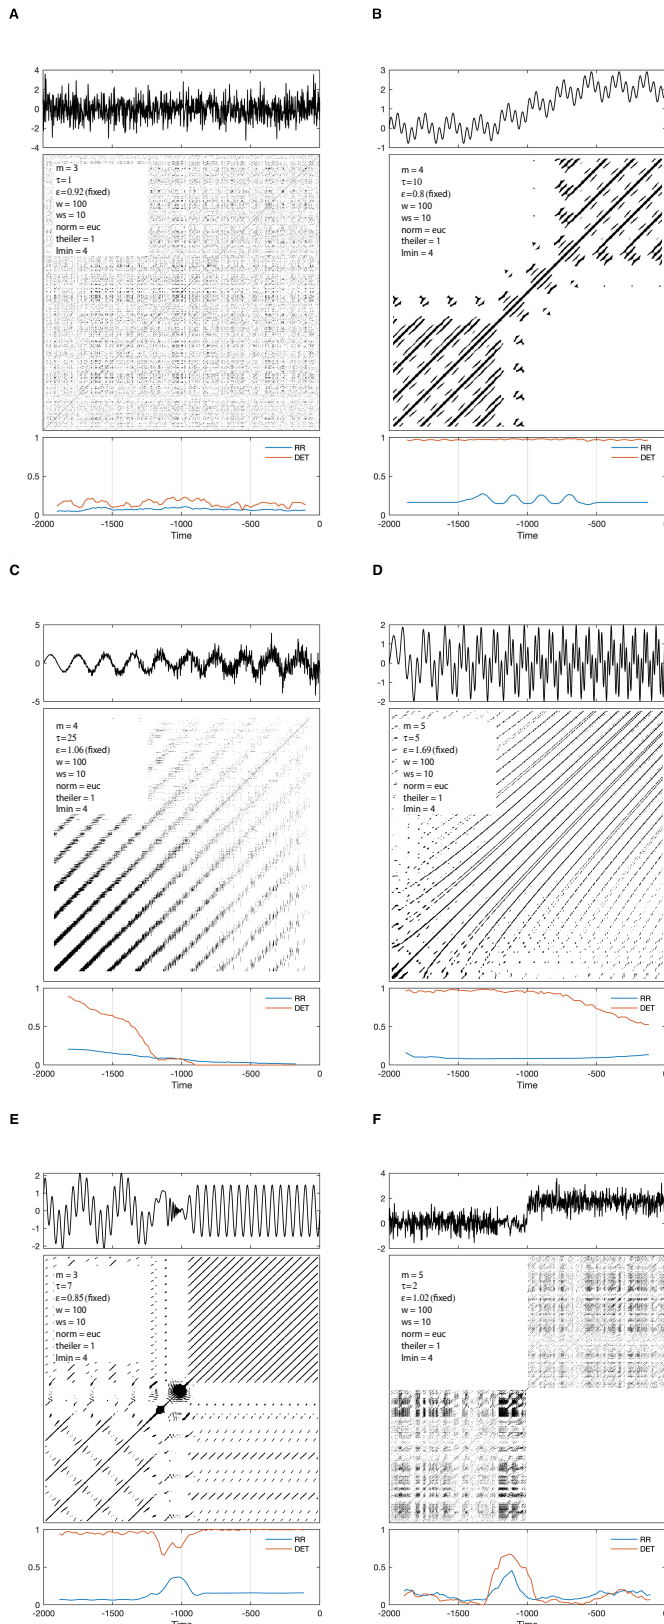 A
4
2
0
-2
-4
m = 3
τ = 1
ε=0.92 (fixed)
w = 100
ws = 10
norm = euc
theiler = 1
lmin = 4
1
0.5
0
RR
DET
-2000 -1500 -1000 -500 0
Time
B
3
2
1
0
-1
m = 4
τ = 10
ε=0.8 (fixed)
w = 100
ws = 10
norm = euc
theiler = 1
lmin = 4
1
0.5
0
RR
DET
-2000 -1500 -1000 -500
Time
C
5
0
-5
m = 4
τ = 25
ε=1.06 (fixed)
w = 100
ws = 10
norm = euc
theiler = 1
lmin = 4
1
0.5
0
RR
DET
-2000 -1500 -1000 -500 0
Time
D
2
1
0
-1
-2
m = 5
τ = 5
ε=1.69 (fixed)
w = 100
ws = 10
norm = euc
theiler = 1
lmin = 4
1
0.5
0
RR
DET
-2000 -1500 -1000 -500
Time
E
2
1
0
-1
-2
m = 3
τ = 7
ε=0.85 (fixed)
w = 100
ws = 10
norm = euc
theiler = 1
lmin = 4
1
0.5
0
RR
DET
-2000 -1500 -1000 -500 0
Time
F
4
2
0
-2
m = 5
τ = 2
ε=1.02 (fixed)
w = 100
ws = 10
norm = euc
theiler = 1
lmin = 4
1
0.5
0
RR
DET
-2000 -1500 -1000 -500
Time